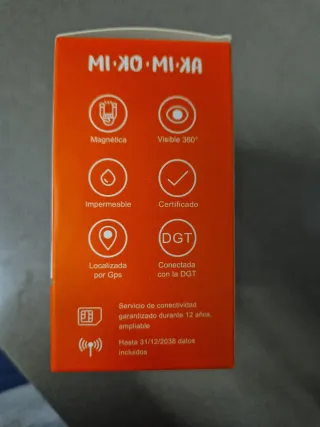 MI·KO·MI·KA
Magnética
Visible 360°
Impermeable
Certificado
Localizada
por Gps
DGT
Conectada
con la DGT
Servicio de conectividad
garantizado durante 12 años,
ampliable
Hasta 31/12/2038 datos
incluidos